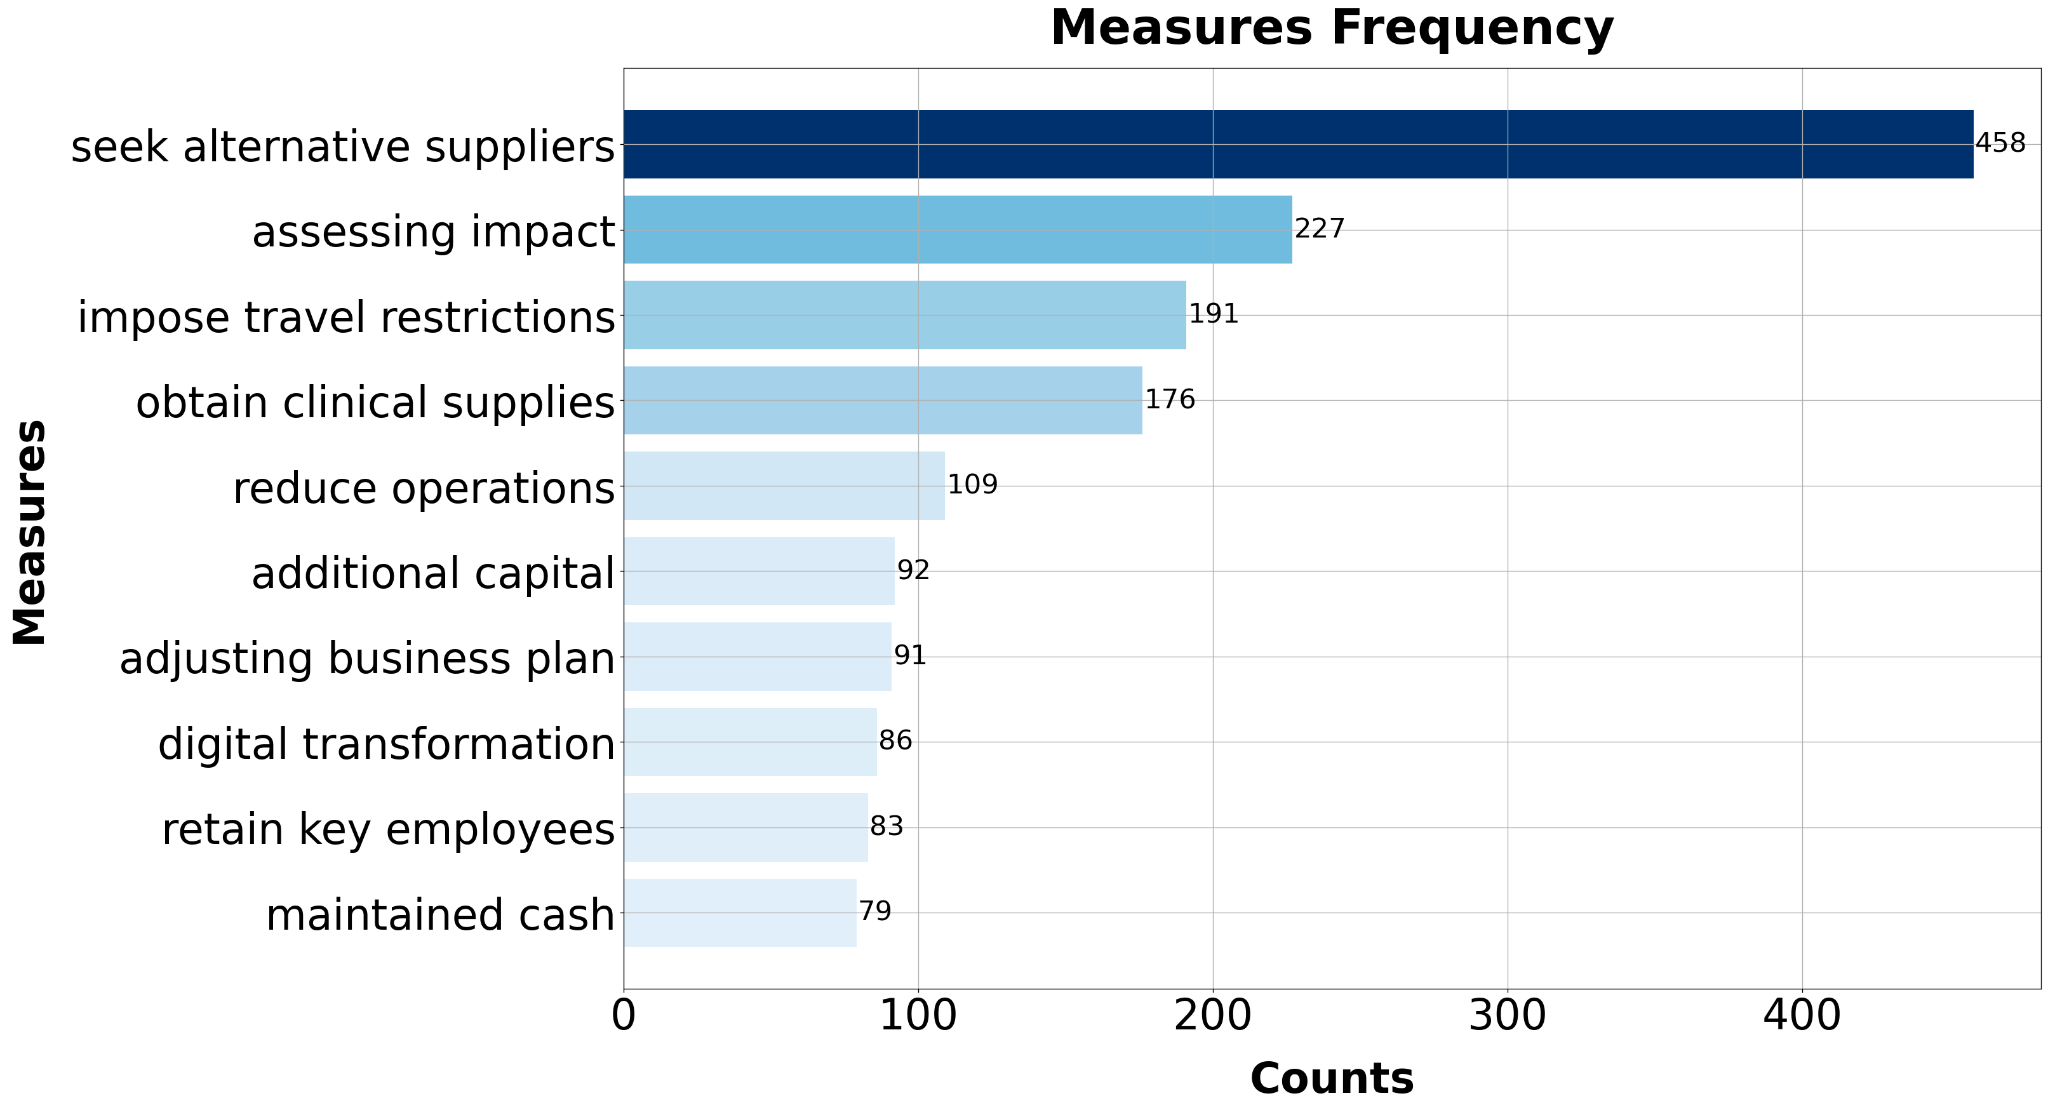 Measures Frequency
seek alternative suppliers
458
assessing impact
227
impose travel restrictions
191
obtain clinical supplies
176
reduce operations
109
additional capital
92
adjusting business plan
91
digital transformation
86
retain key employees
83
maintained cash
79
Measures
0 100 200 300 400
Counts